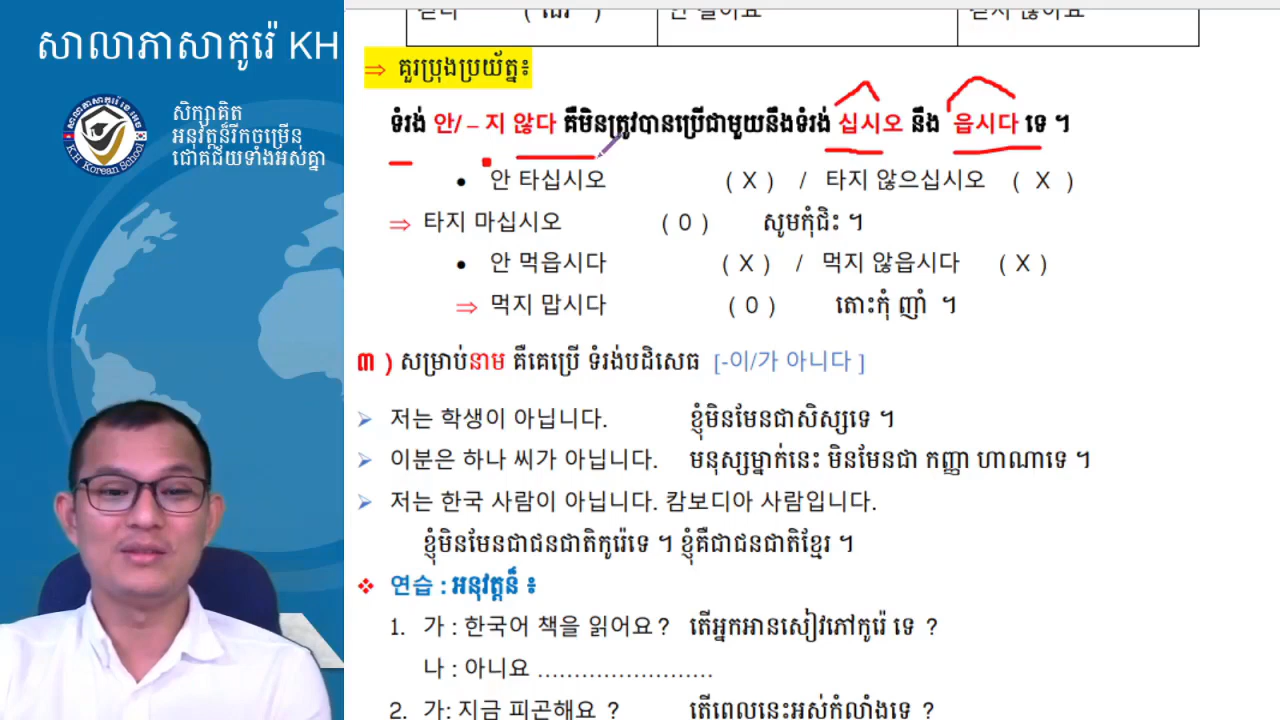 សាលាភាសាកូរ៉េ KH
សិក្សាគិត
អនុវត្តន៍រីកចម្រើន
ជោគជ័យទាំងអស់គ្នា
K.H Korean School
⇒ គួរប្រុងប្រយ័ត្ន៖
ទំរង់ 안/ – 지 않다 គឺមិនត្រូវបានប្រើជាមួយនឹងទំរង់ 십시오 នឹង 읍시다 ទេ ។
• 안 타십시오 ( X ) / 타지 않으십시오 ( X )
⇒ 타지 마십시오 ( 0 ) សូមកុំជិះ ។
• 안 먹읍시다 ( X ) / 먹지 않읍시다 ( X )
⇒ 먹지 맙시다 ( 0 ) តោះកុំ ញាំ ។
៣ ) សម្រាប់នាម គឺគេប្រើ ទំរង់បដិសេធ [-이/가 아니다 ]
➢ 저는 학생이 아닙니다. ខ្ញុំមិនមែនជាសិស្សទេ ។
➢ 이분은 하나 씨가 아닙니다. មនុស្សម្នាក់នេះ មិនមែនជា កញ្ញា ហាណាទេ ។
➢ 저는 한국 사람이 아닙니다. 캄보디아 사람입니다.
ខ្ញុំមិនមែនជាជនជាតិកូរ៉េទេ ។ ខ្ញុំគឺជាជនជាតិខ្មែរ ។
❖ 연습 : អនុវត្តន៏ ៖
1. 가 : 한국어 책을 읽어요? តើអ្នកអានសៀវភៅកូរ៉េ ទេ ?
나 : 아니요 ........................
2. 가: 지금 피곤해요 ? តើពេលនេះអស់កំលាំងទេ ?